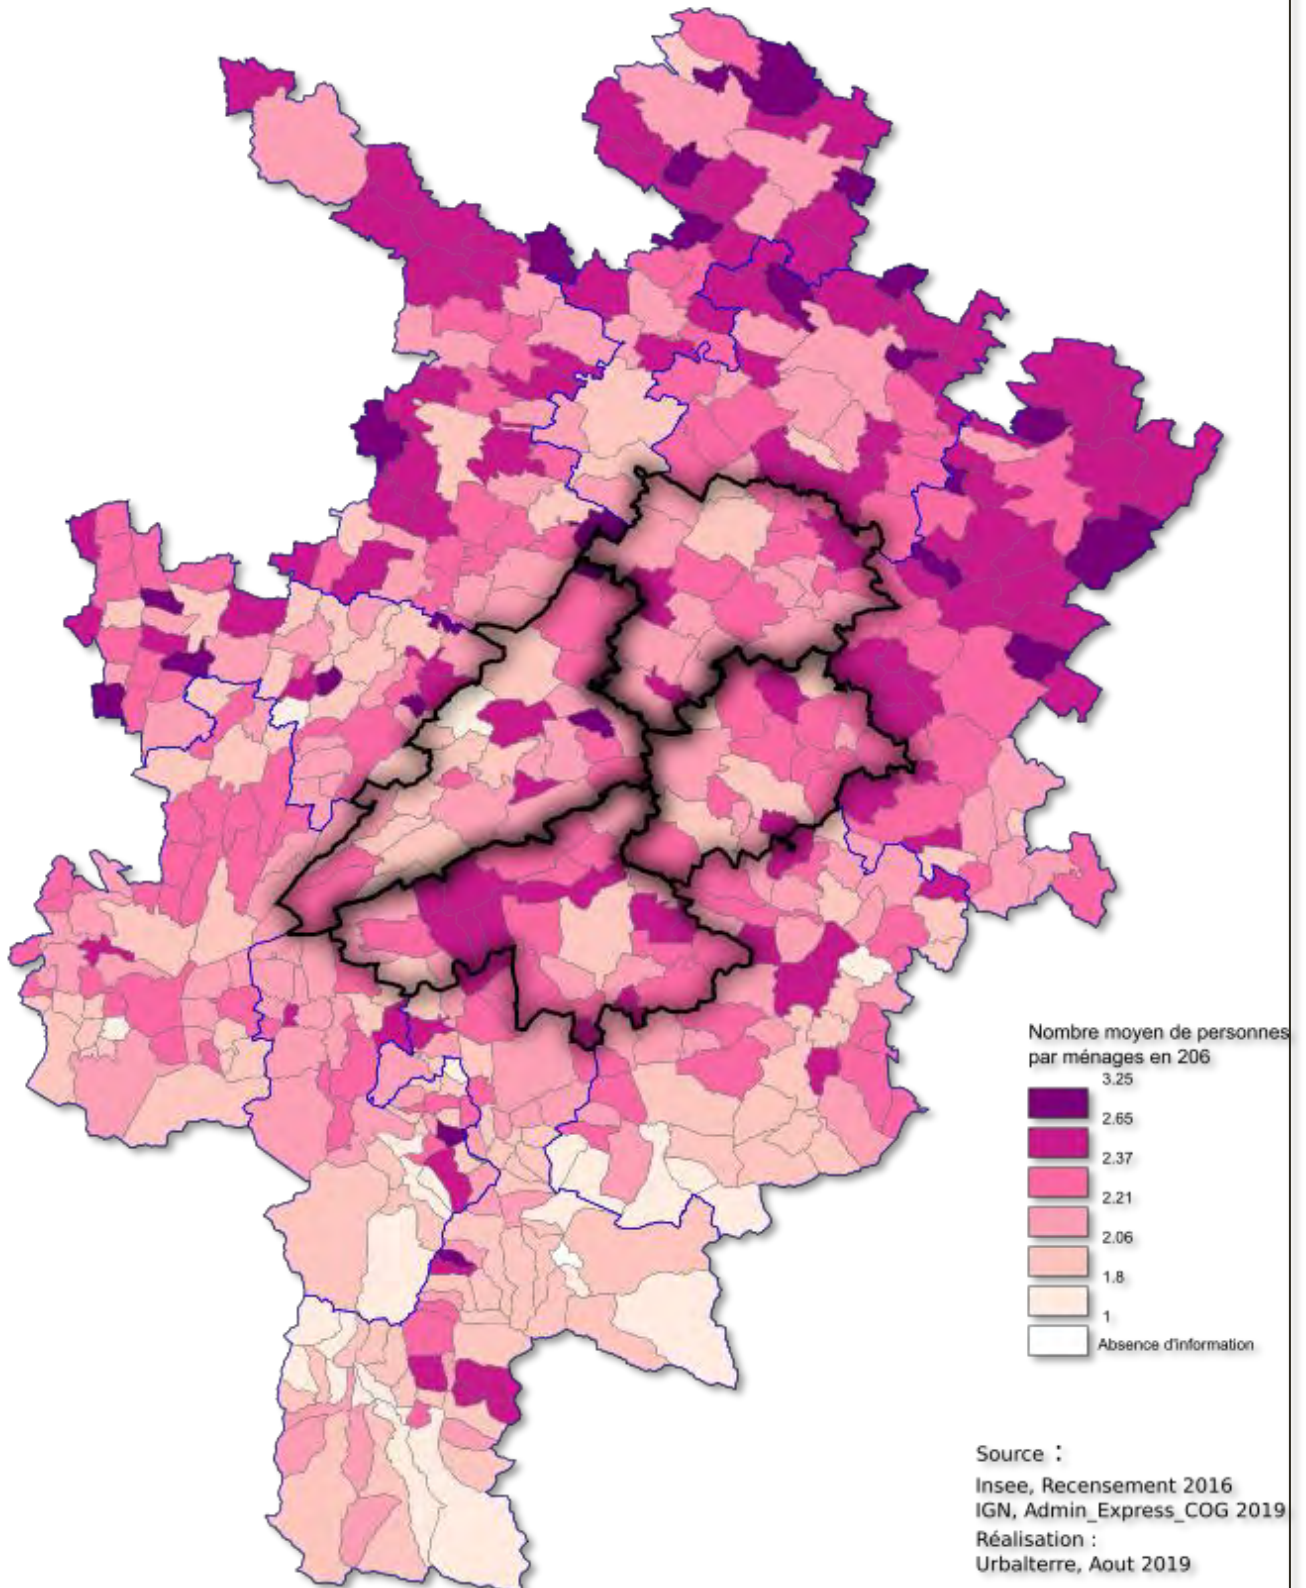 Nombre moyen de personnes
par ménages en 206
3.25
2.65
2.37
2.21
2.06
1.8
1
Absence d'information
Source :
Insee, Recensement 2016
IGN, Admin_Express_COG 2019
Réalisation :
Urbalterre, Aout 2019